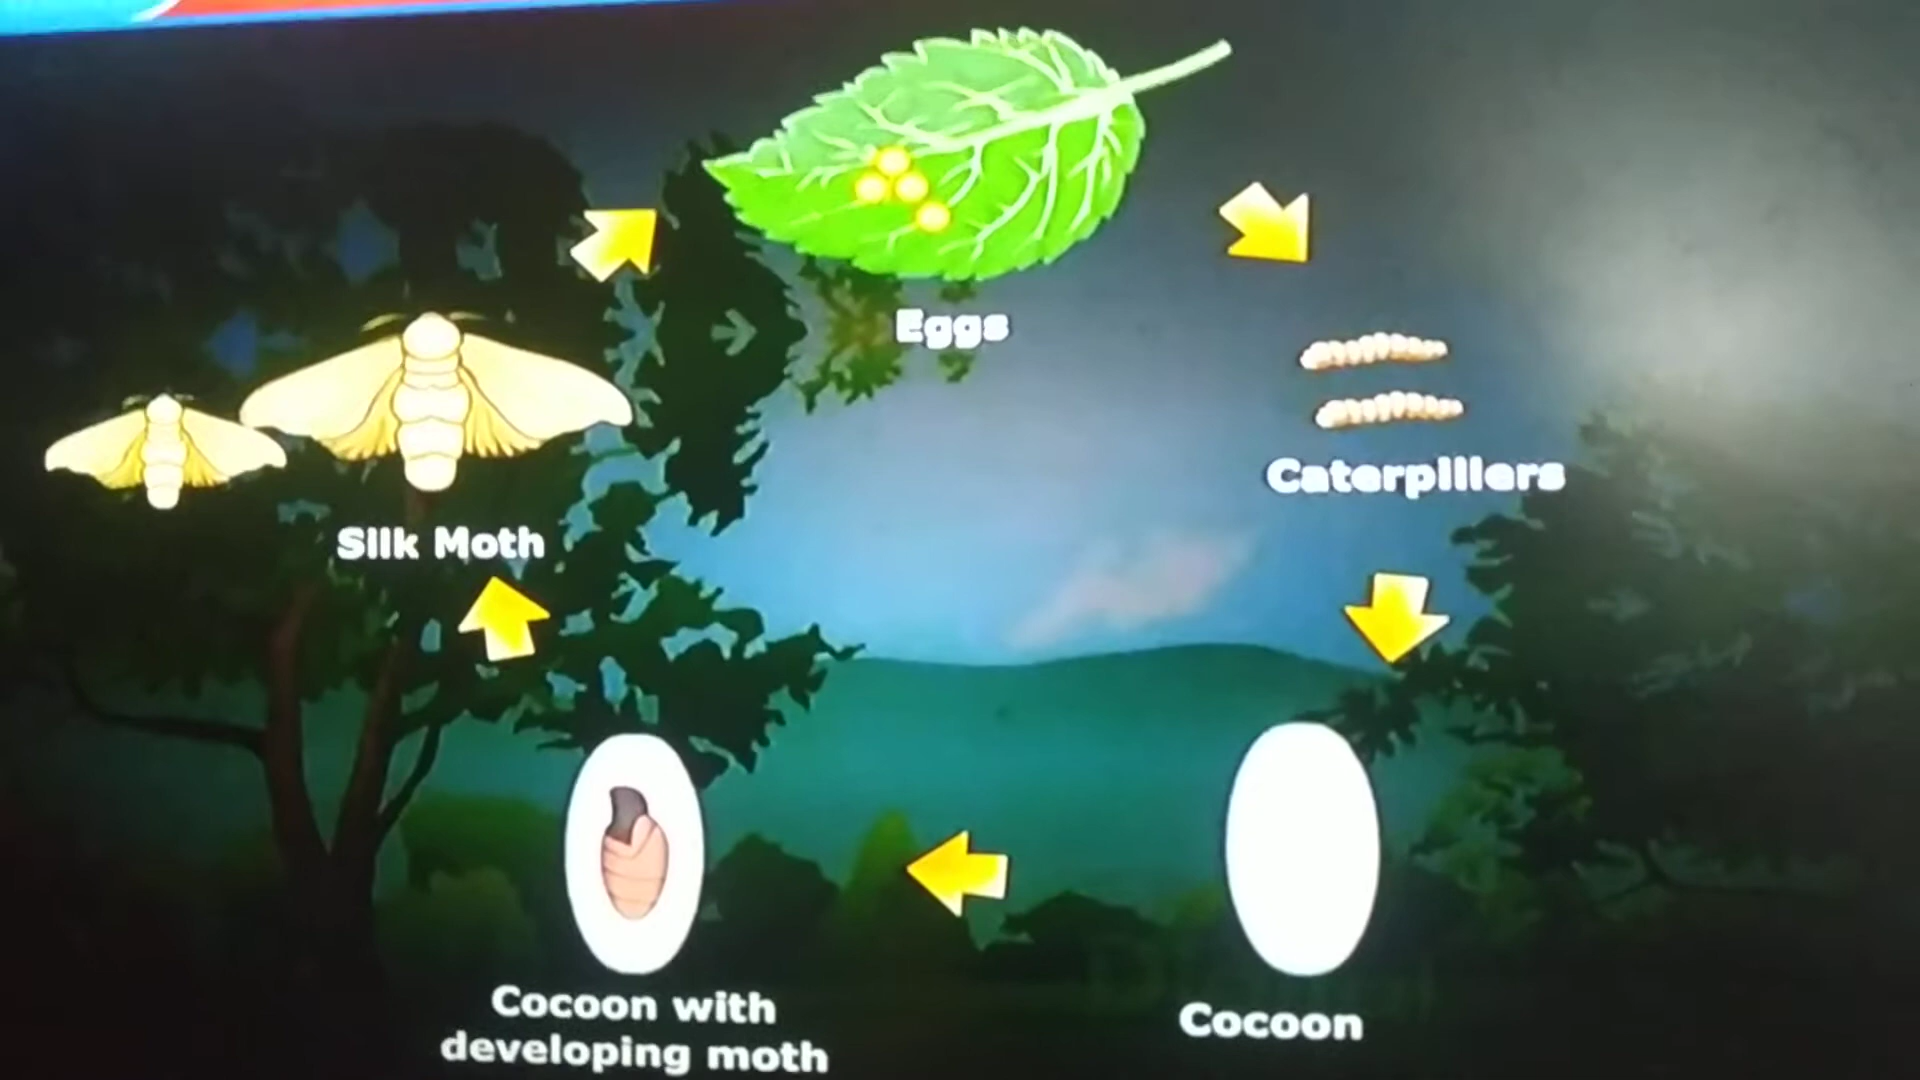 Eggs
Caterpillers
Silk Moth
Cocoon with
developing moth
Cocoon